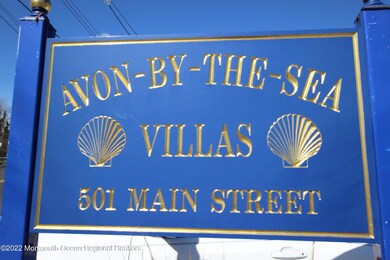 AVON-BY-THE-SEA
VILLAS
501 MAIN STREET
©2022 Monmouth Ocean Regional Realtors